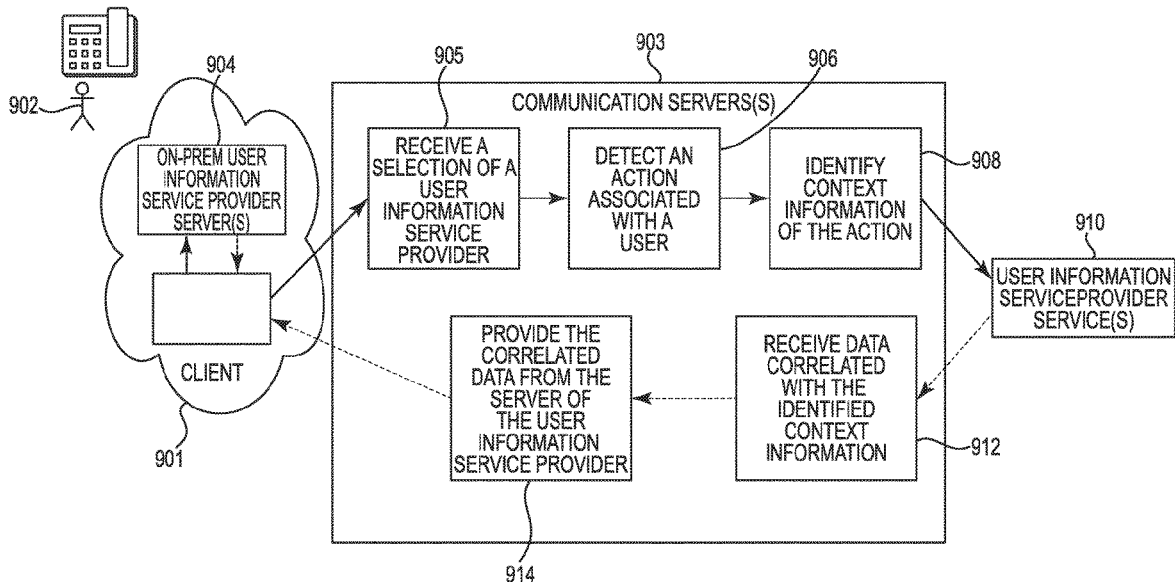 902
904
ON-PREM USER
INFORMATION
SERVICE PROVIDER
SERVER(S)
CLIENT
901
903
COMMUNICATION SERVERS(S)
905
RECEIVE A
SELECTION OF A
USER
INFORMATION
SERVICE
PROVIDER
906
DETECT AN
ACTION
ASSOCIATED
WITH A
USER
908
IDENTIFY
CONTEXT
INFORMATION
OF THE ACTION
910
USER INFORMATION
SERVICEPROVIDER
SERVICE(S)
PROVIDE THE
CORRELATED
DATA FROM THE
SERVER OF
THE USER
INFORMATION
SERVICE PROVIDER
914
RECEIVE DATA
CORRELATED
WITH THE
IDENTIFIED
CONTEXT
INFORMATION
912